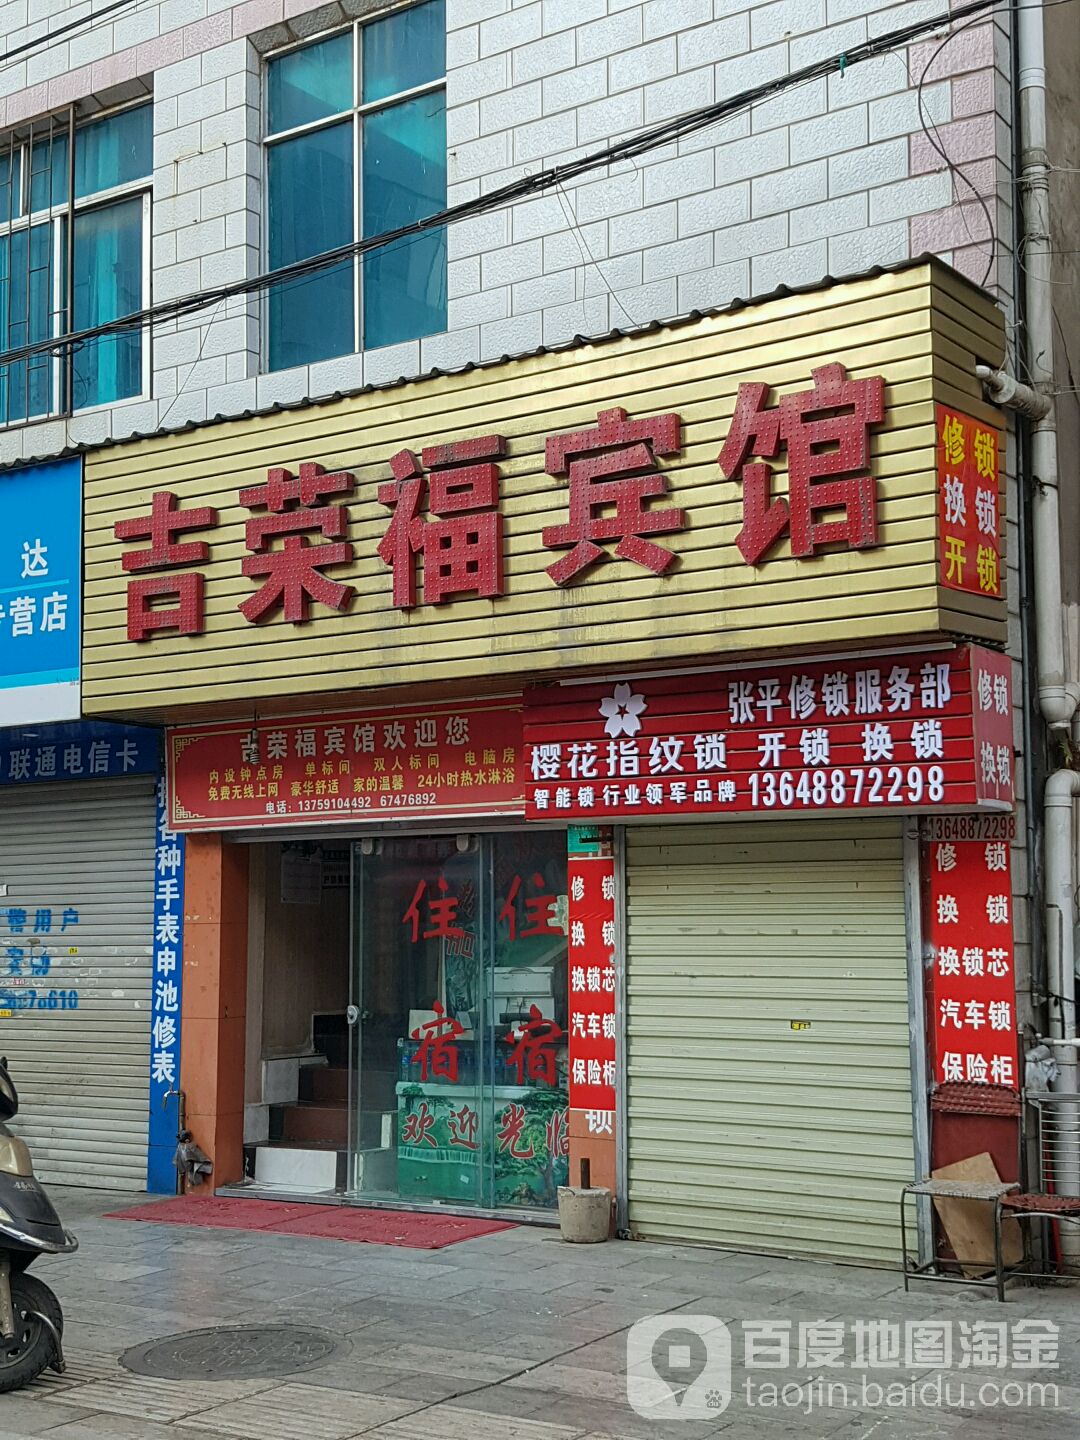 吉荣福宾馆
修锁
换锁
开锁
达
营店
联通电信卡
吉荣福宾馆欢迎您
内设钟点房 单标间 双人标间 电脑房
免费无线上网 豪华舒适 家的温馨 24小时热水淋浴
电话:13759104492 67476892
张平修锁服务部
樱花指纹锁 开锁 换锁
智能锁行业领军品牌 13648872298
修锁
换锁
13648872298
修锁
换锁
换锁芯
汽车锁
保险柜
锁
修锁
换锁
换锁芯
汽车锁
保险柜
各种手表电池修表
住宿
住宿
欢迎光临
用户
百度地图淘金
taojin.baidu.com